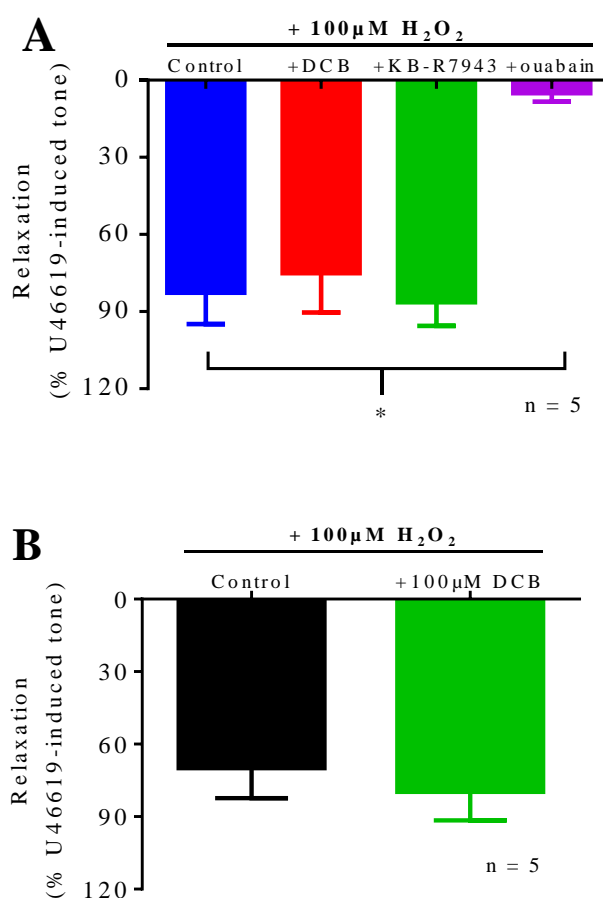 A
+ 100μM H₂O₂
Control +DCB +KB-R7943 +ouabain
0
30
60
90
120
Relaxation
(% U46619-induced tone)
*
n = 5
B
+ 100μM H₂O₂
Control +100μM DCB
0
30
60
90
120
Relaxation
(% U46619-induced tone)
n = 5